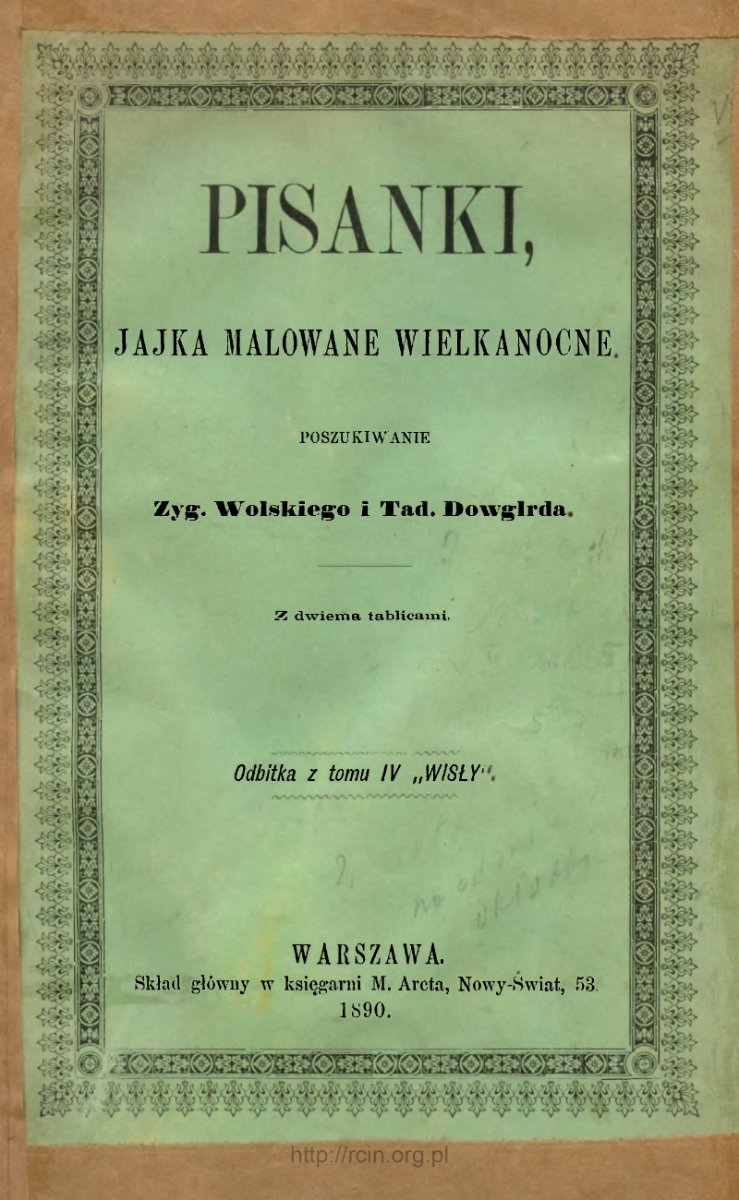 PISANKI,
JAJKA MALOWANE WIELKANOCNE.
POSZUKIWANIE
Zyg. Wolskiego i Tad. Dowglrda.
Z dwiema tablicami.
Odbitka z tomu IV „WISŁY“.
WARSZAWA.
Skład główny w księgarni M. Arcta, Nowy-Świat, 53.
1890.
http://rcin.org.pl